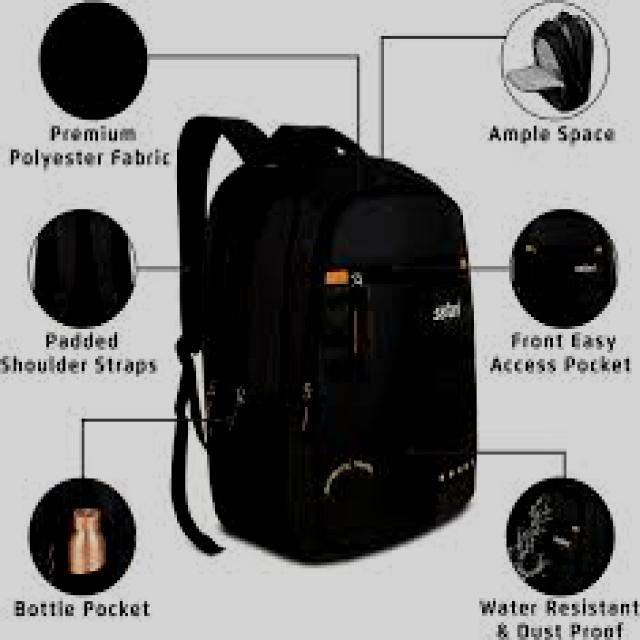 Premium
Polyester Fabric
Ample Space
Padded
Shoulder Straps
Front Easy
Access Pocket
Bottle Pocket
Water Resistant
& Dust Proof